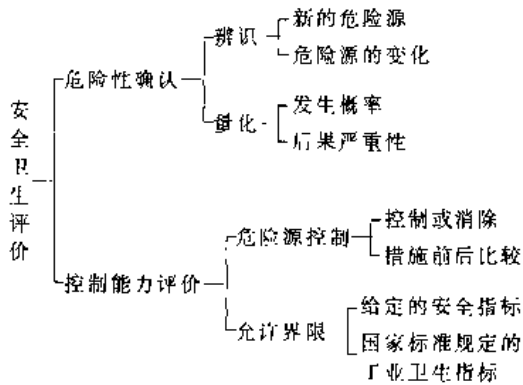 新的危险源
辨识
危险源的变化
危险性确认
发生概率
量化
后果严重性
安全卫生评价
控制或消除
危险源控制
措施前后比较
控制能力评价
给定的安全指标
允许界限
国家标准规定的
工业卫生指标